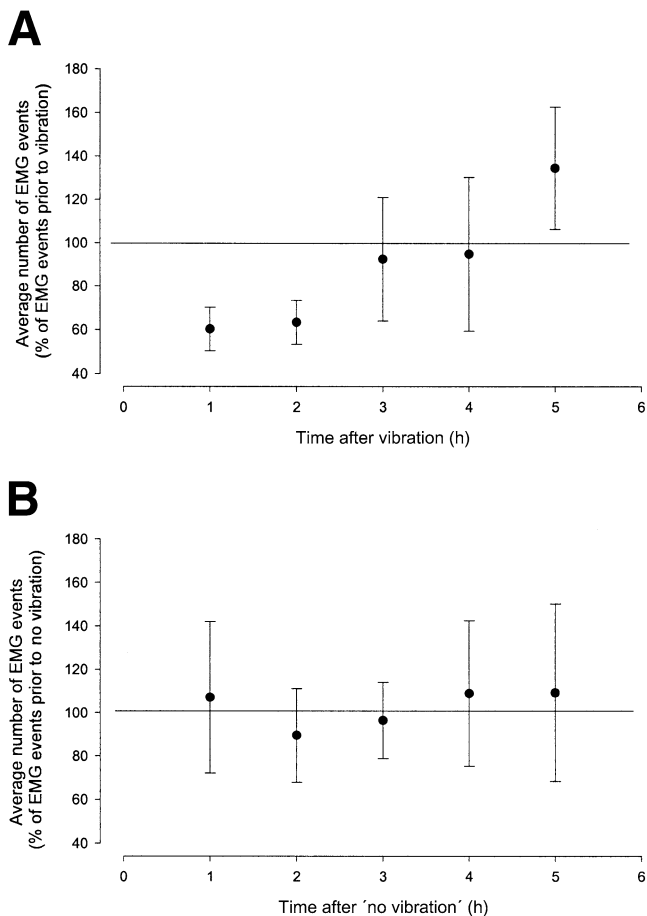 A
Average number of EMG events
(% of EMG events prior to vibration)
180
160
140
120
100
80
60
40
0 1 2 3 4 5 6
Time after vibration (h)
B
Average number of EMG events
(% of EMG events prior to no vibration)
180
160
140
120
100
80
60
40
0 1 2 3 4 5 6
Time after ´no vibration´ (h)